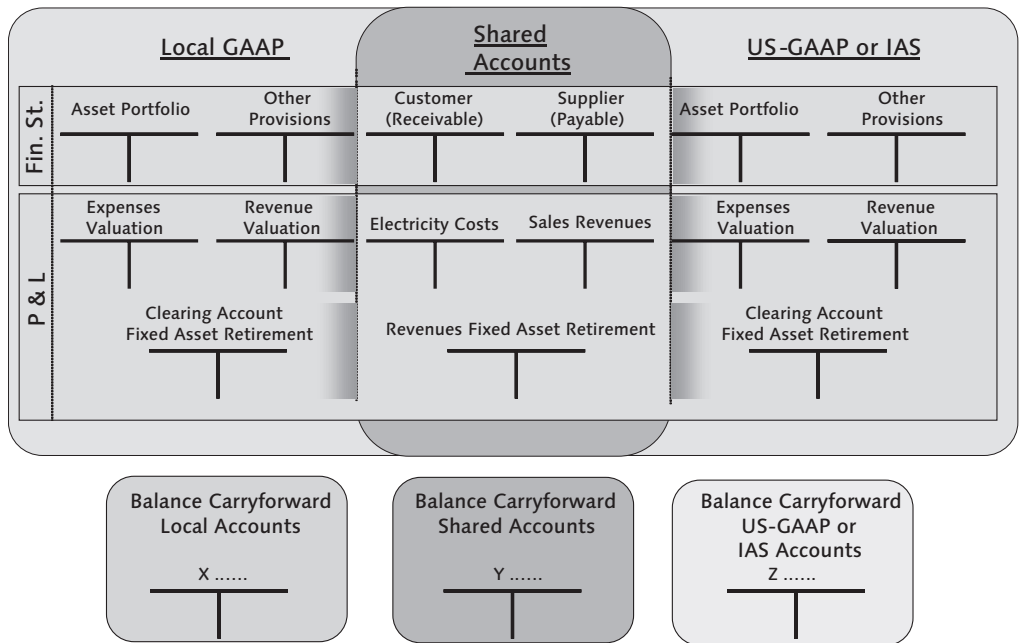 Local GAAP
Shared
Accounts
US-GAAP or IAS
Fin. St.
Asset Portfolio
Other
Provisions
Customer
(Receivable)
Supplier
(Payable)
Asset Portfolio
Other
Provisions
P & L
Expenses
Valuation
Revenue
Valuation
Electricity Costs
Sales Revenues
Expenses
Valuation
Revenue
Valuation
Clearing Account
Fixed Asset Retirement
Revenues Fixed Asset Retirement
Clearing Account
Fixed Asset Retirement
Balance Carryforward
Local Accounts
X ......
Balance Carryforward
Shared Accounts
Y ......
Balance Carryforward
US-GAAP or
IAS Accounts
Z ......